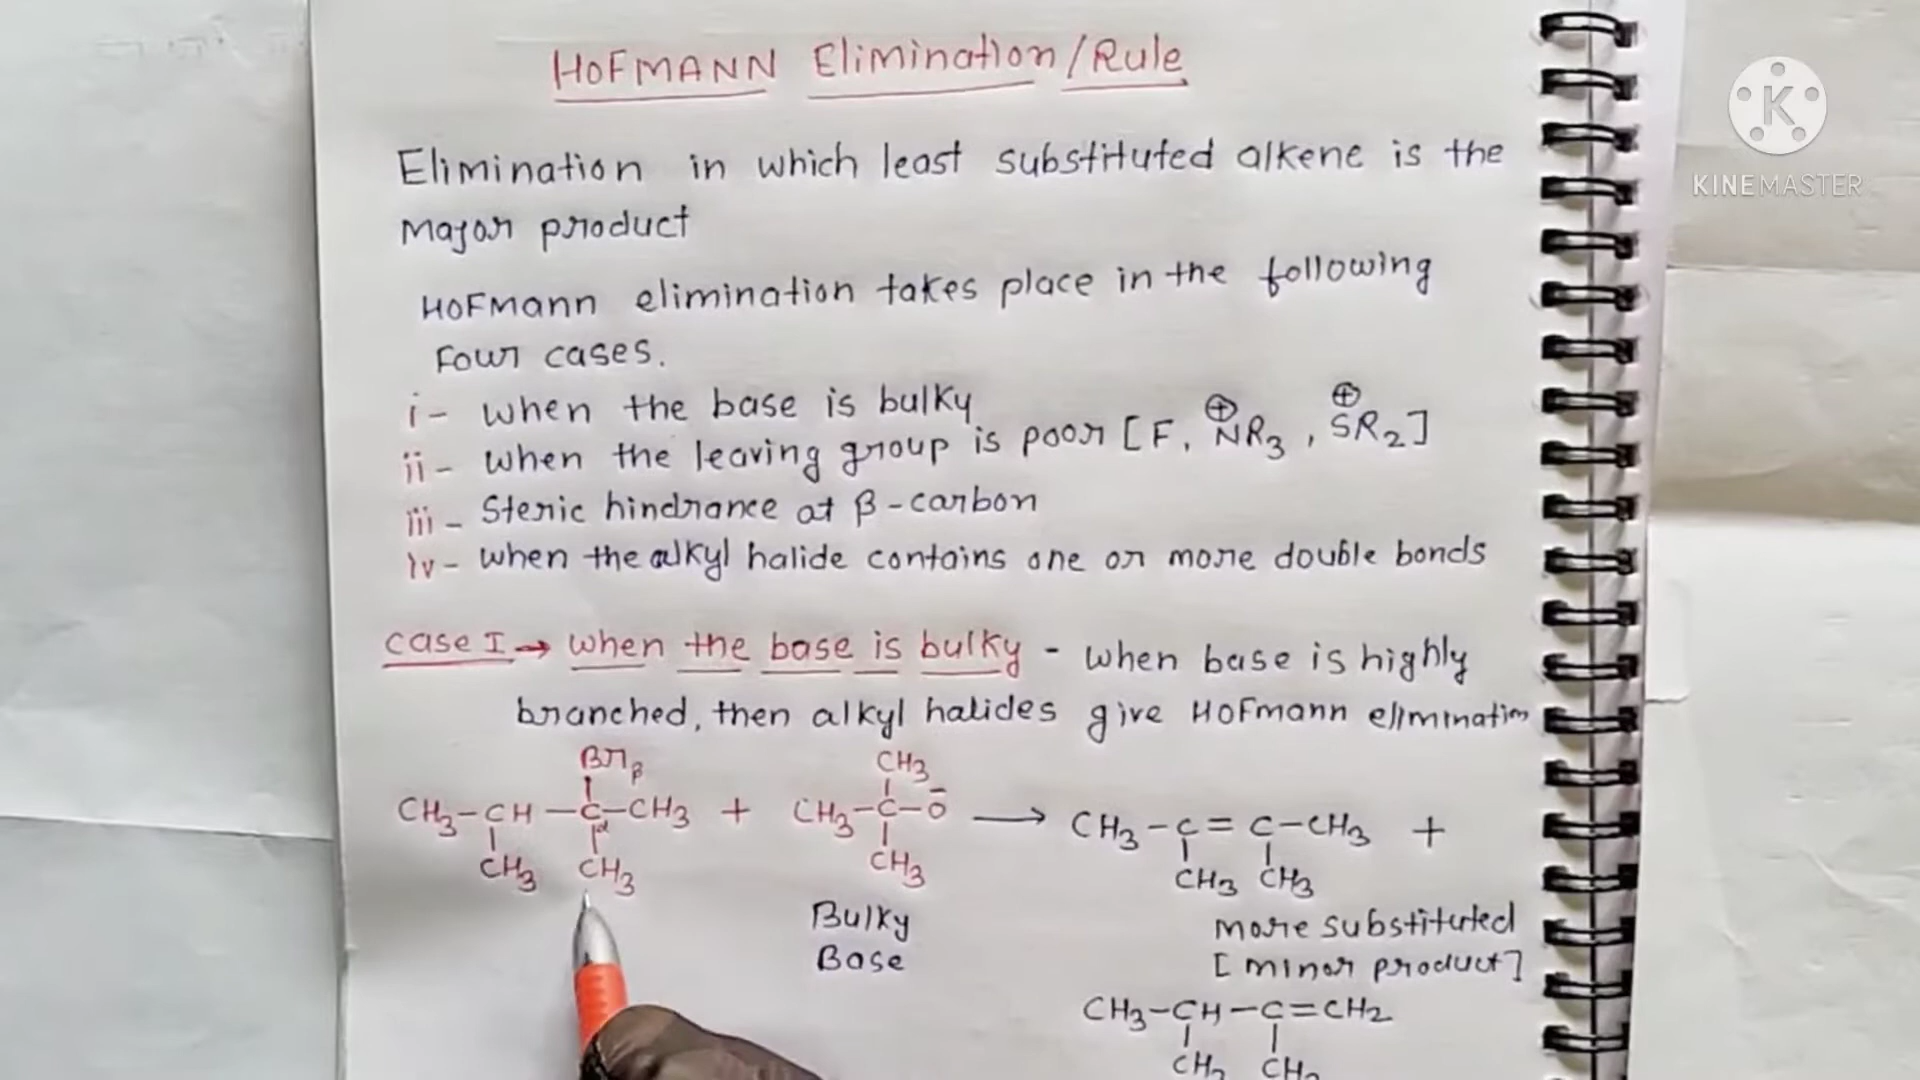 HOFMANN Elimination/Rule
Elimination in which least substituted alkene is the
major product
HOFmann elimination takes place in the following
Four cases.
i- when the base is bulky
ii- when the leaving group is poor [F, ⊕NR3, ⊕SR2]
iii- Steric hindrance at β-carbon
iv- when the alkyl halide contains one or more double bonds
case I → when the base is bulky - when base is highly
branched, then alkyl halides give HOFmann elimination
Br β CH3
CH3-CH-C-CH3 + CH3-C-O⁻ → CH3-C=C-CH3 +
α
CH3 CH3 CH3 CH3 CH3
Bulky more substituted
Base [minor product]
CH3-CH-C=CH2
KINEMASTER